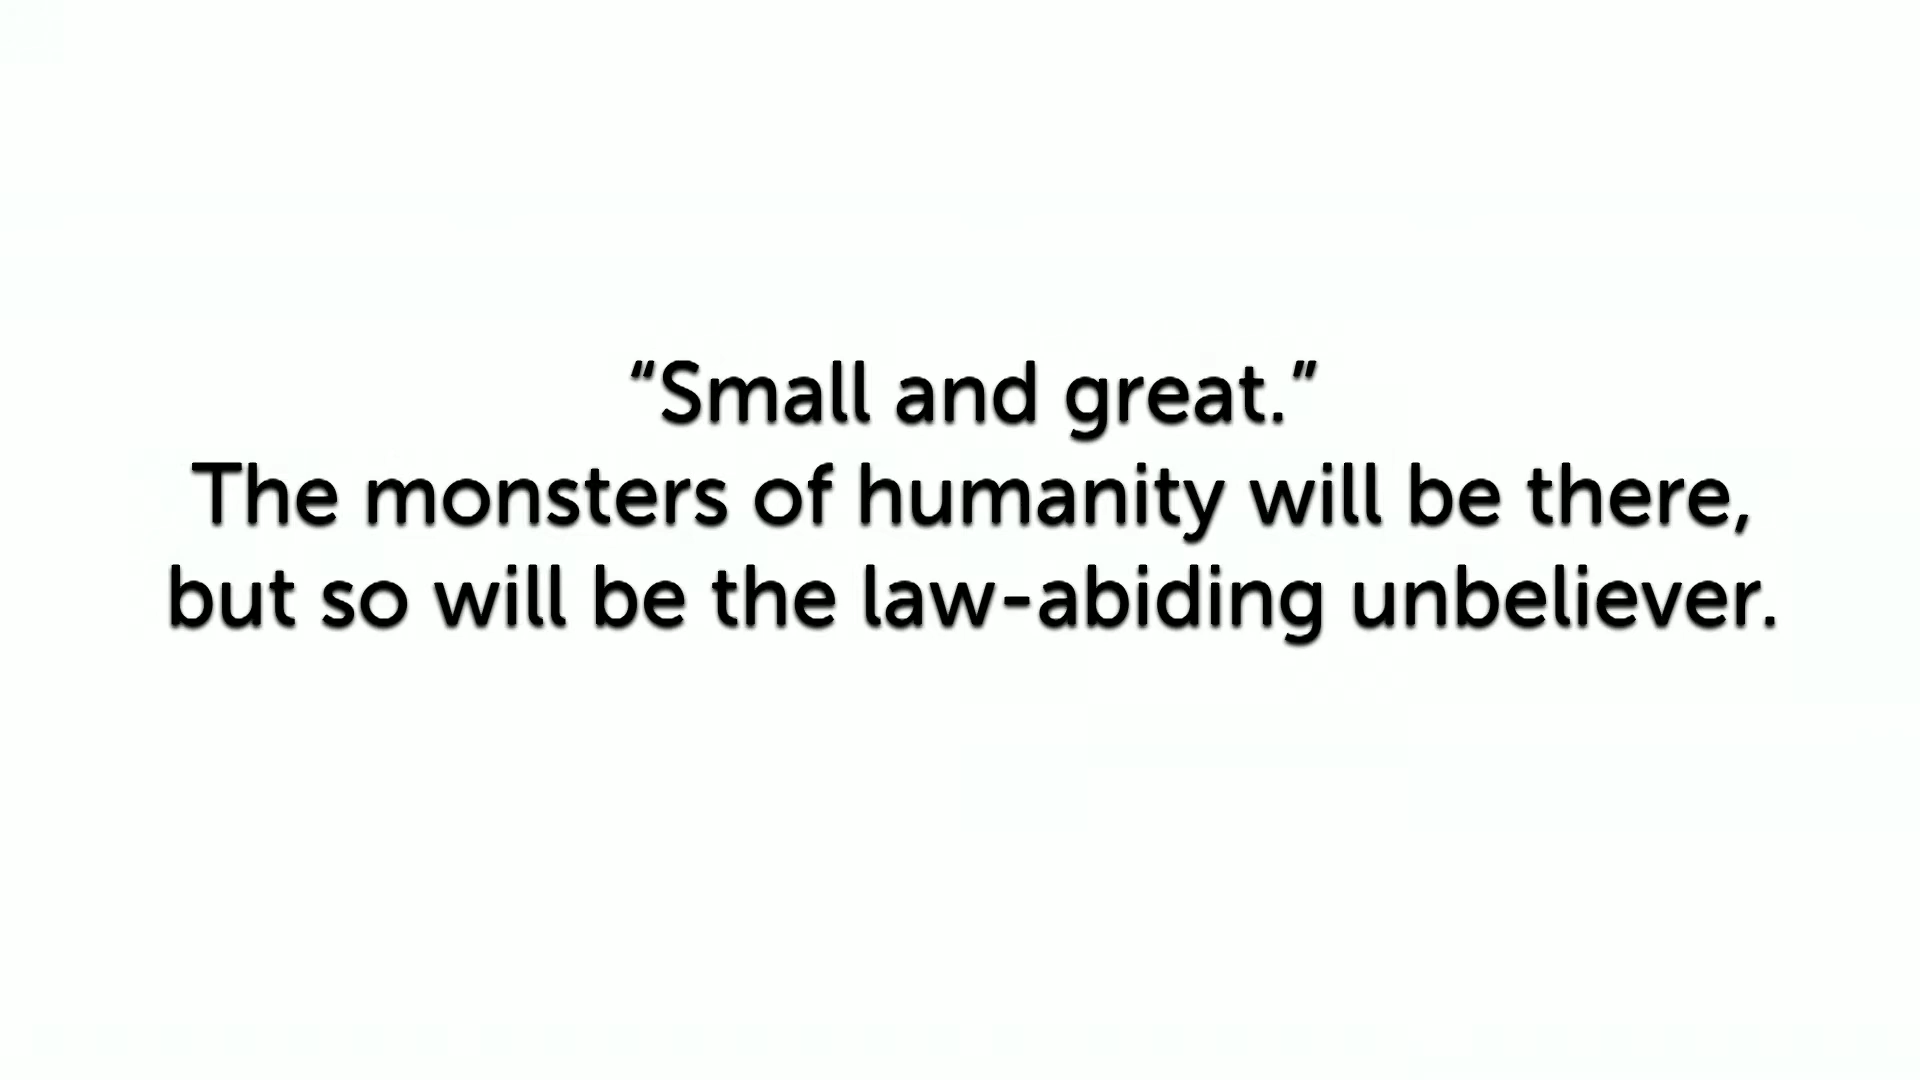 “Small and great.”
The monsters of humanity will be there,
but so will be the law-abiding unbeliever.